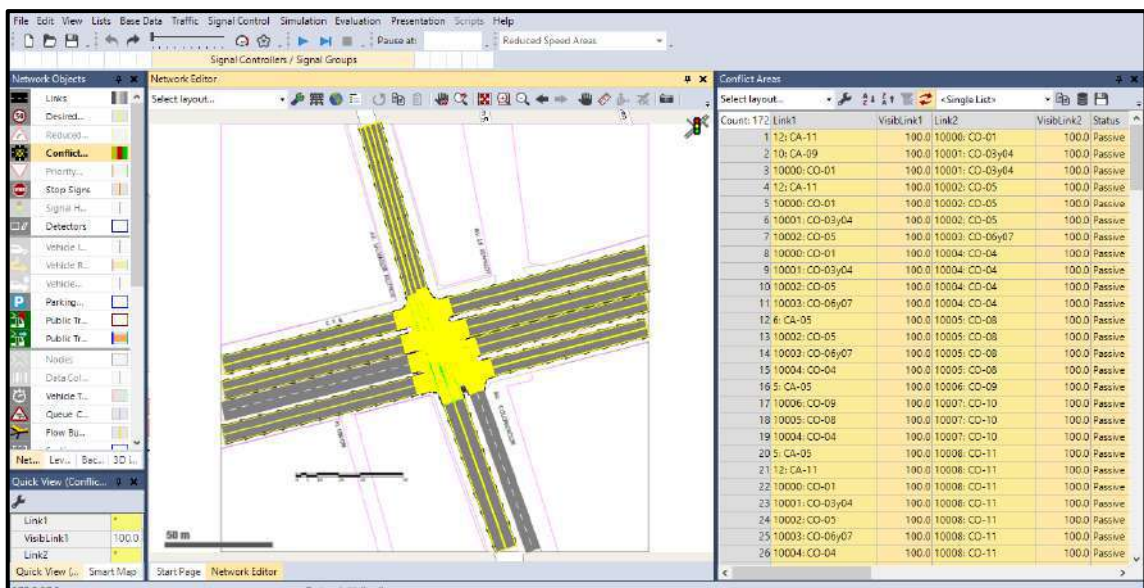 File Edit View Lists Base Data Traffic Signal Control Simulation Evaluation Presentation Scripts Help
Pause at: Reduced Speed Areas
Signal Controllers / Signal Groups
Network Objects
Links
Desired...
Reduced...
Conflict...
Priority...
Stop Signs
Signal H...
Detectors
Vehicle I...
Vehicle R...
Vehicle...
Parking...
Public Tr...
Public Tr...
Nodes
Data Col...
Vehicle T...
Queue C...
Flow Bu...
Net... Lev... Bac... 3D I...
Quick View (Conflic...
Link1 *
VisibLink1 100.0
Link2 *
Quick View (... Smart Map
Network Editor
Select layout...
50 m
Start Page Network Editor
Conflict Areas
Select layout... <Single List>
Count: 172 Link1 VisibLink1 Link2 VisibLink2 Status
1 12: CA-11 100.0 10000: CO-01 100.0 Passive
2 10: CA-09 100.0 10001: CO-03y04 100.0 Passive
3 10000: CO-01 100.0 10001: CO-03y04 100.0 Passive
4 12: CA-11 100.0 10002: CO-05 100.0 Passive
5 10000: CO-01 100.0 10002: CO-05 100.0 Passive
6 10001: CO-03y04 100.0 10002: CO-05 100.0 Passive
7 10002: CO-05 100.0 10003: CO-06y07 100.0 Passive
8 10000: CO-01 100.0 10004: CO-04 100.0 Passive
9 10001: CO-03y04 100.0 10004: CO-04 100.0 Passive
10 10002: CO-05 100.0 10004: CO-04 100.0 Passive
11 10003: CO-06y07 100.0 10004: CO-04 100.0 Passive
12 6: CA-05 100.0 10005: CO-08 100.0 Passive
13 10002: CO-05 100.0 10005: CO-08 100.0 Passive
14 10003: CO-06y07 100.0 10005: CO-08 100.0 Passive
15 10004: CO-04 100.0 10005: CO-08 100.0 Passive
16 5: CA-05 100.0 10006: CO-09 100.0 Passive
17 10006: CO-09 100.0 10007: CO-10 100.0 Passive
18 10005: CO-08 100.0 10007: CO-10 100.0 Passive
19 10004: CO-04 100.0 10007: CO-10 100.0 Passive
20 5: CA-05 100.0 10008: CO-11 100.0 Passive
21 12: CA-11 100.0 10008: CO-11 100.0 Passive
22 10000: CO-01 100.0 10008: CO-11 100.0 Passive
23 10001: CO-03y04 100.0 10008: CO-11 100.0 Passive
24 10002: CO-05 100.0 10008: CO-11 100.0 Passive
25 10003: CO-06y07 100.0 10008: CO-11 100.0 Passive
26 10004: CO-04 100.0 10008: CO-11 100.0 Passive